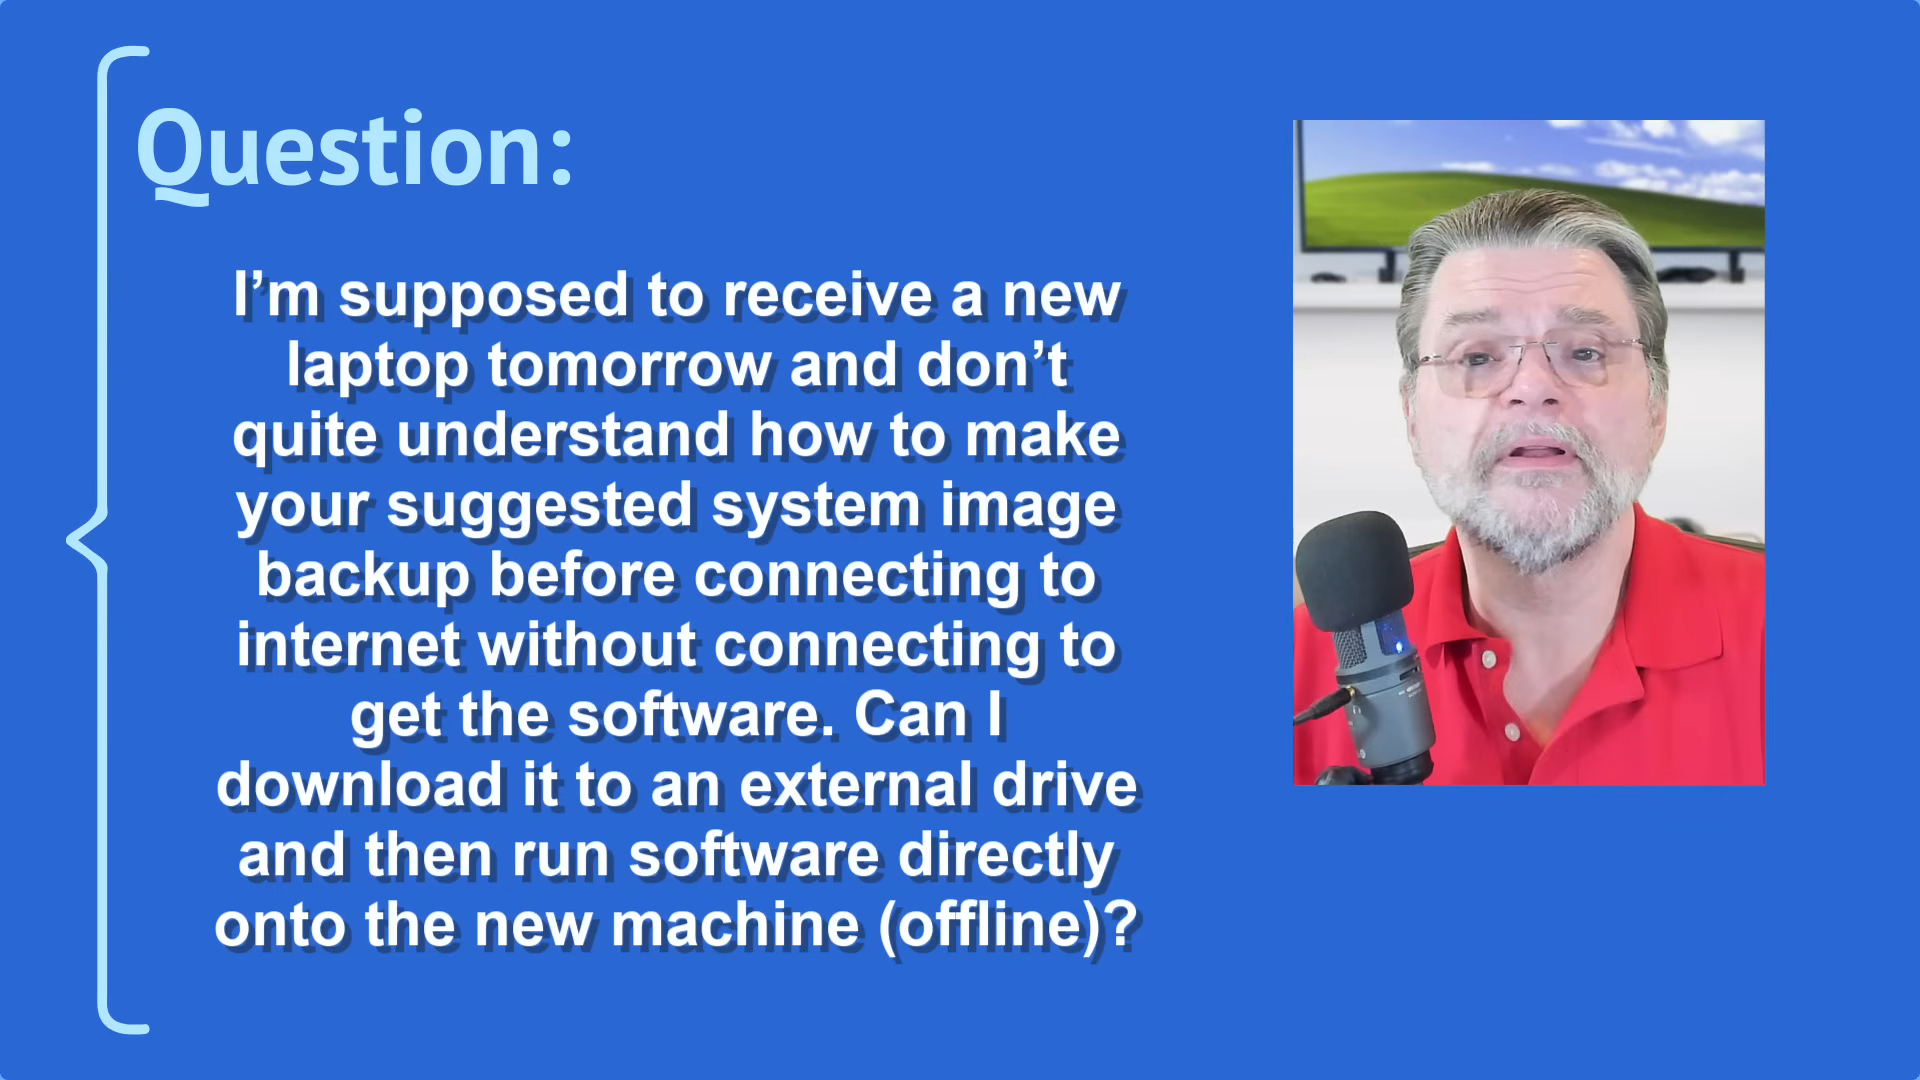 Question:
I’m supposed to receive a new
laptop tomorrow and don’t
quite understand how to make
your suggested system image
backup before connecting to
internet without connecting to
get the software. Can I
download it to an external drive
and then run software directly
onto the new machine (offline)?